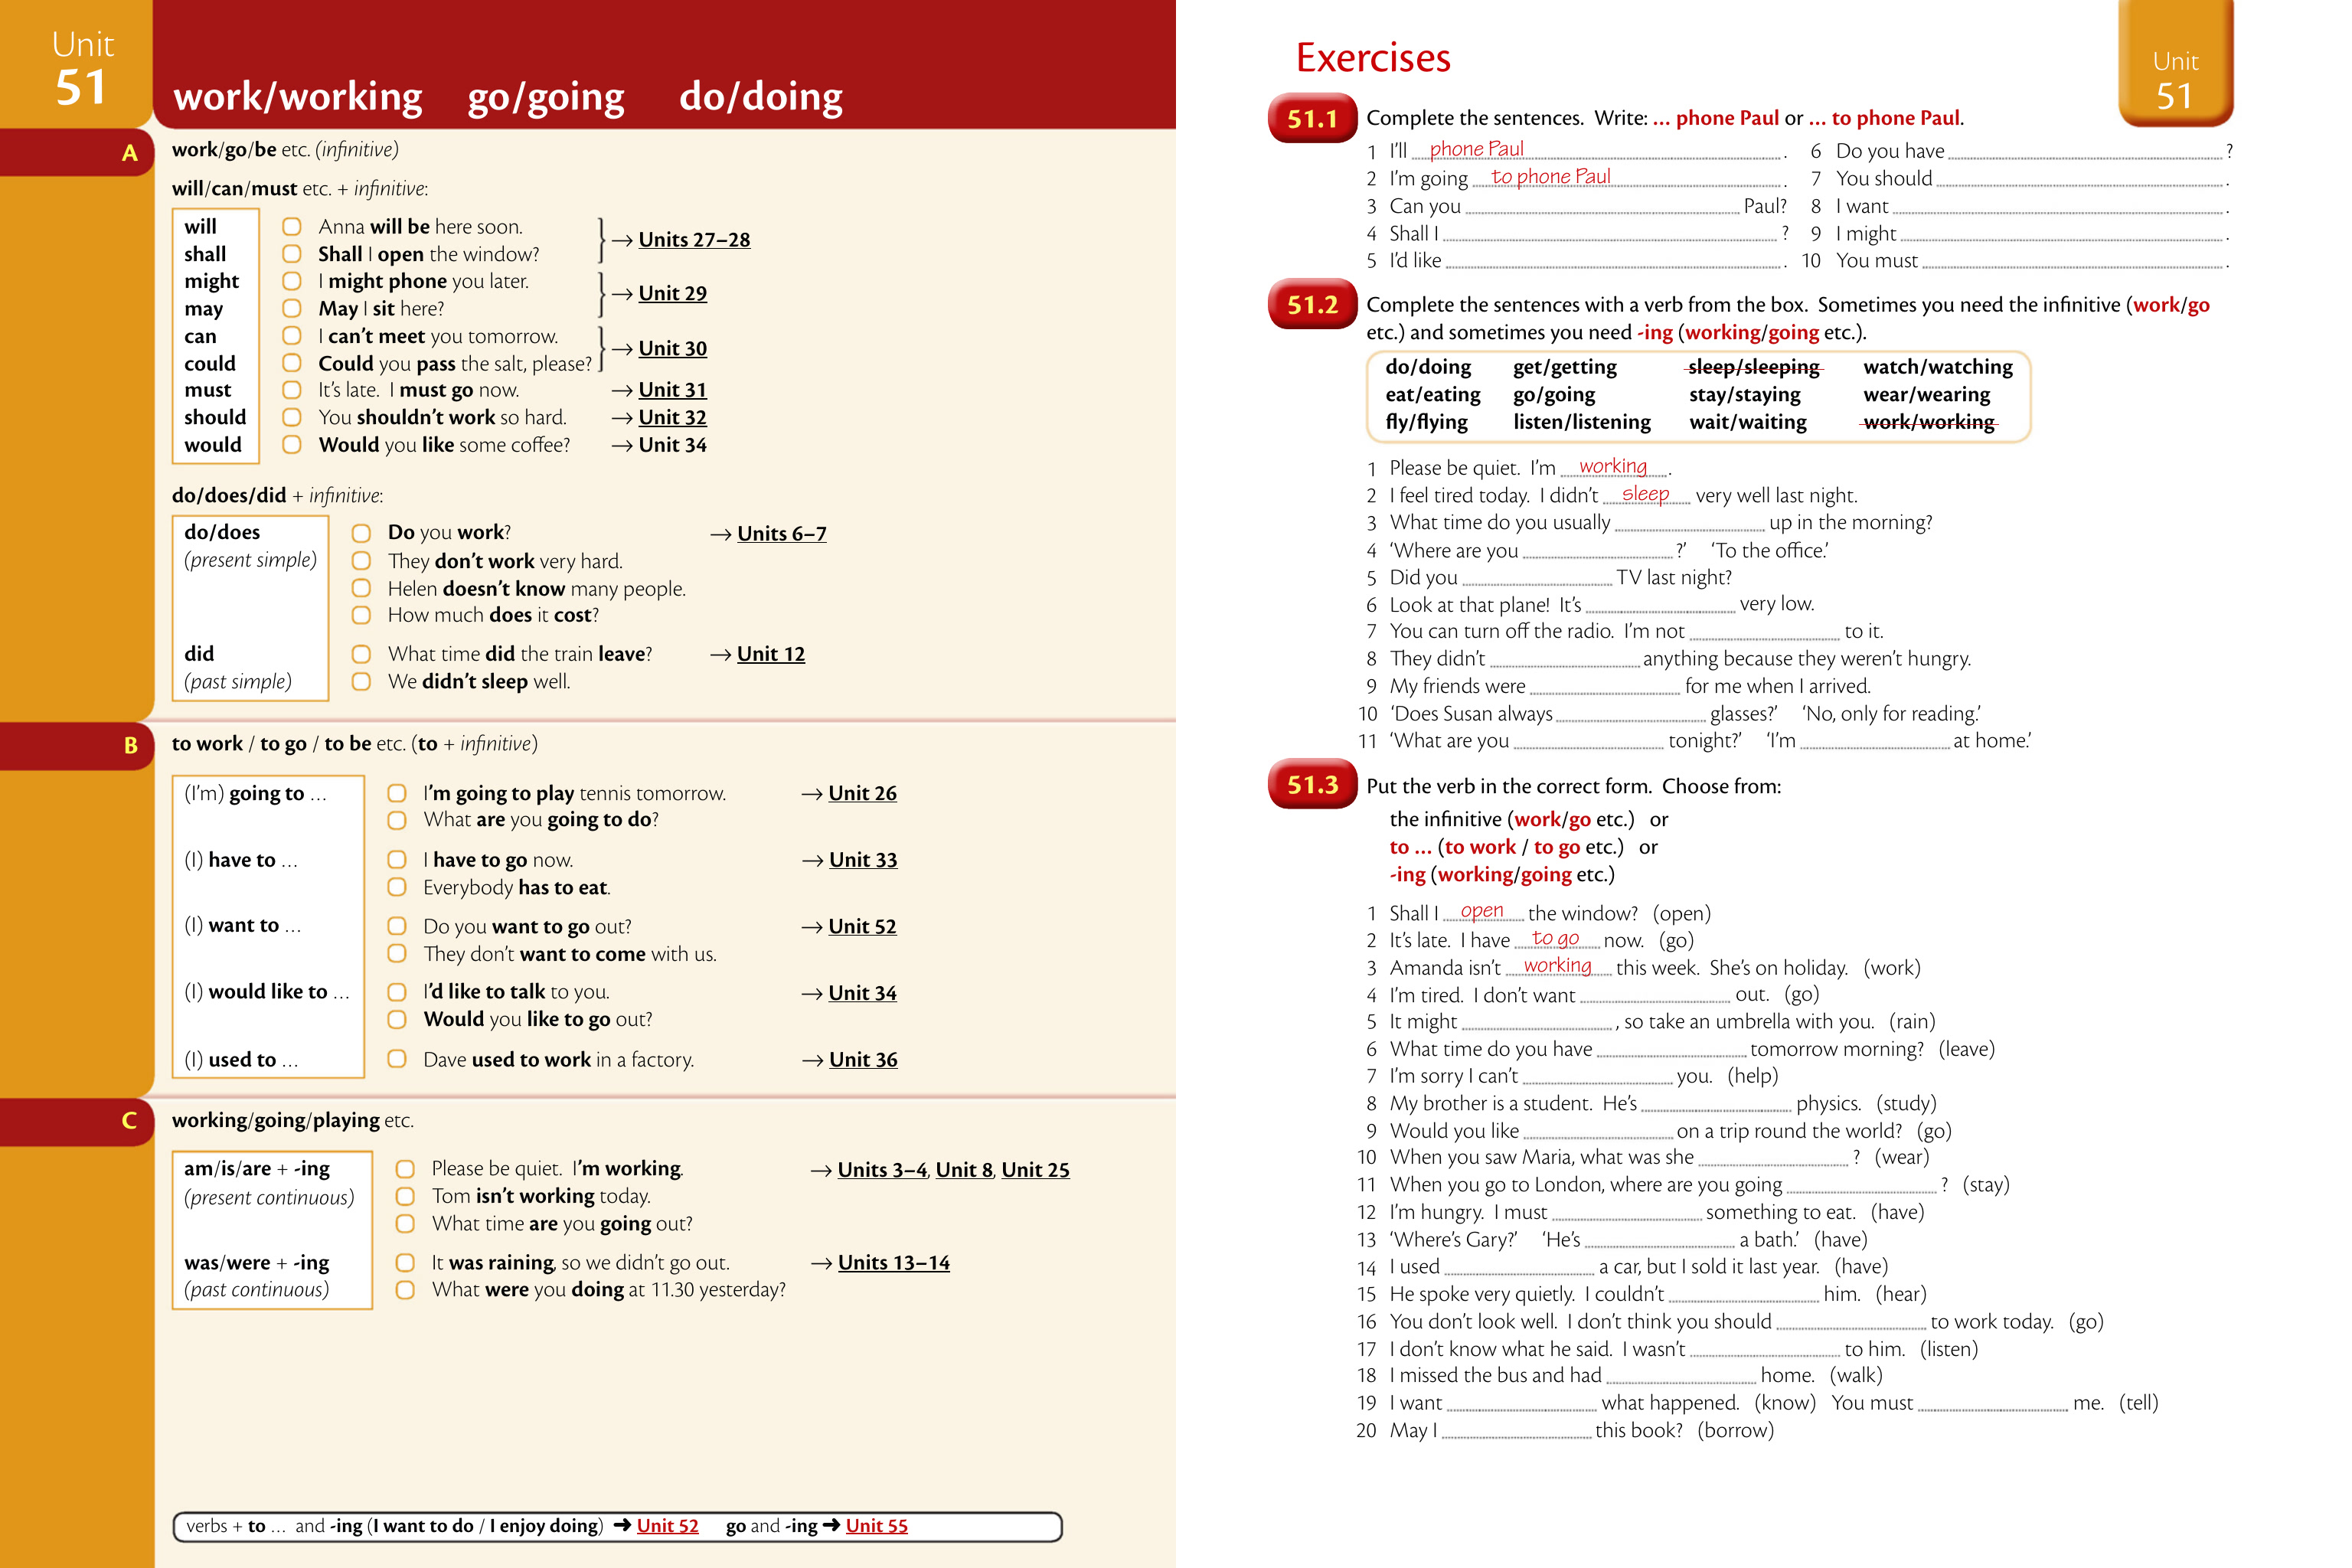 Unit
51
work/working go/going do/doing
A
work/go/be etc. (infinitive)
will/can/must etc. + infinitive:
will Anna will be here soon.
shall Shall I open the window?
→ Units 27–28
might I might phone you later.
may May I sit here?
→ Unit 29
can I can't meet you tomorrow.
could Could you pass the salt, please?
→ Unit 30
must It's late. I must go now. → Unit 31
should You shouldn't work so hard. → Unit 32
would Would you like some coffee? → Unit 34
do/does/did + infinitive:
do/does Do you work? → Units 6–7
(present simple) They don't work very hard.
Helen doesn't know many people.
How much does it cost?
did What time did the train leave? → Unit 12
(past simple) We didn't sleep well.
B
to work / to go / to be etc. (to + infinitive)
(I'm) going to … I'm going to play tennis tomorrow. → Unit 26
What are you going to do?
(I) have to … I have to go now. → Unit 33
Everybody has to eat.
(I) want to … Do you want to go out? → Unit 52
They don't want to come with us.
(I) would like to … I'd like to talk to you. → Unit 34
Would you like to go out?
(I) used to … Dave used to work in a factory. → Unit 36
C
working/going/playing etc.
am/is/are + -ing Please be quiet. I'm working. → Units 3–4, Unit 8, Unit 25
(present continuous) Tom isn't working today.
What time are you going out?
was/were + -ing It was raining, so we didn't go out. → Units 13–14
(past continuous) What were you doing at 11.30 yesterday?
verbs + to … and -ing (I want to do / I enjoy doing) ➜ Unit 52 go and -ing ➜ Unit 55
Exercises
Unit
51
51.1 Complete the sentences. Write: … phone Paul or … to phone Paul.
1 I'll phone Paul .
2 I'm going to phone Paul .
3 Can you Paul?
4 Shall I ?
5 I'd like .
6 Do you have ?
7 You should .
8 I want .
9 I might .
10 You must .
51.2 Complete the sentences with a verb from the box. Sometimes you need the infinitive (work/go
etc.) and sometimes you need -ing (working/going etc.).
do/doing get/getting sleep/sleeping watch/watching
eat/eating go/going stay/staying wear/wearing
fly/flying listen/listening wait/waiting work/working
1 Please be quiet. I'm working .
2 I feel tired today. I didn't sleep very well last night.
3 What time do you usually up in the morning?
4 'Where are you ?' 'To the office.'
5 Did you TV last night?
6 Look at that plane! It's very low.
7 You can turn off the radio. I'm not to it.
8 They didn't anything because they weren't hungry.
9 My friends were for me when I arrived.
10 'Does Susan always glasses?' 'No, only for reading.'
11 'What are you tonight?' 'I'm at home.'
51.3 Put the verb in the correct form. Choose from:
the infinitive (work/go etc.) or
to … (to work / to go etc.) or
-ing (working/going etc.)
1 Shall I open the window? (open)
2 It's late. I have to go now. (go)
3 Amanda isn't working this week. She's on holiday. (work)
4 I'm tired. I don't want out. (go)
5 It might , so take an umbrella with you. (rain)
6 What time do you have tomorrow morning? (leave)
7 I'm sorry I can't you. (help)
8 My brother is a student. He's physics. (study)
9 Would you like on a trip round the world? (go)
10 When you saw Maria, what was she ? (wear)
11 When you go to London, where are you going ? (stay)
12 I'm hungry. I must something to eat. (have)
13 'Where's Gary?' 'He's a bath.' (have)
14 I used a car, but I sold it last year. (have)
15 He spoke very quietly. I couldn't him. (hear)
16 You don't look well. I don't think you should to work today. (go)
17 I don't know what he said. I wasn't to him. (listen)
18 I missed the bus and had home. (walk)
19 I want what happened. (know) You must me. (tell)
20 May I this book? (borrow)